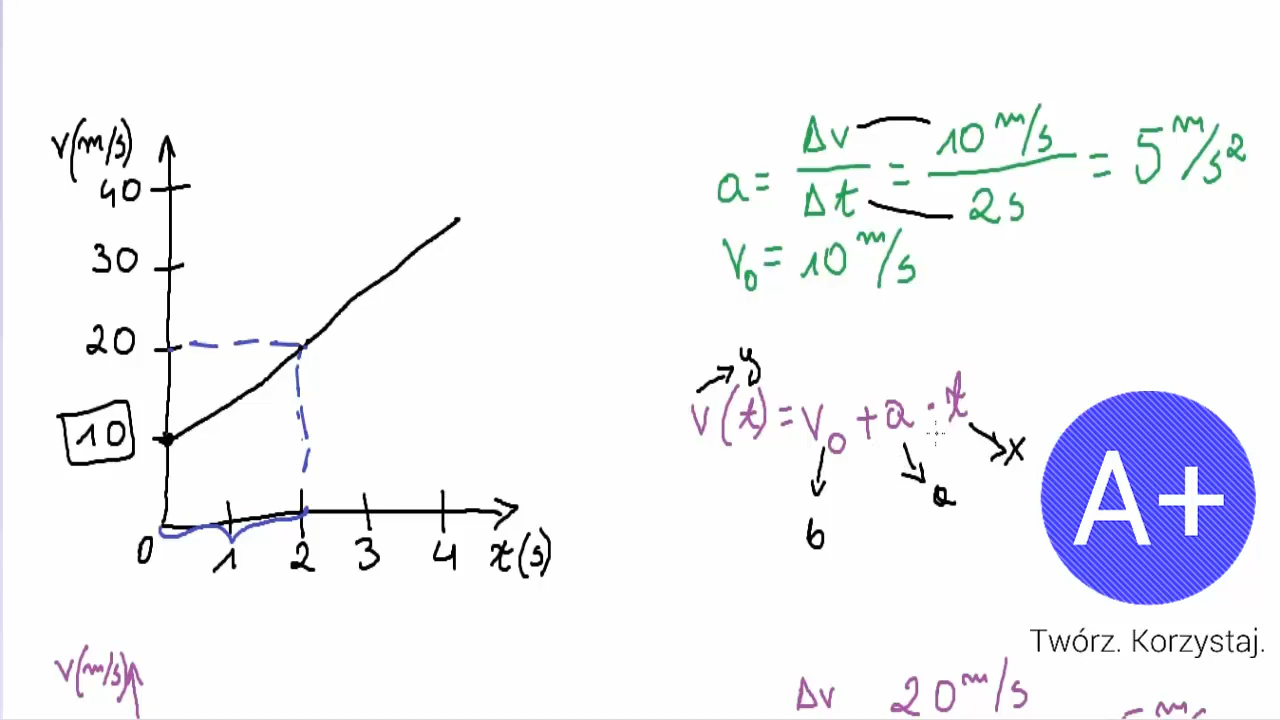 v(m/s)
40
30
20
10
0 1 2 3 4 t(s)
a = Δv/Δt = 10 m/s / 2s = 5 m/s²
V₀ = 10 m/s
y
v(t) = v₀ + a · t
x
a
b
A+
Twórz. Korzystaj.
v(m/s)
Δv 20 m/s